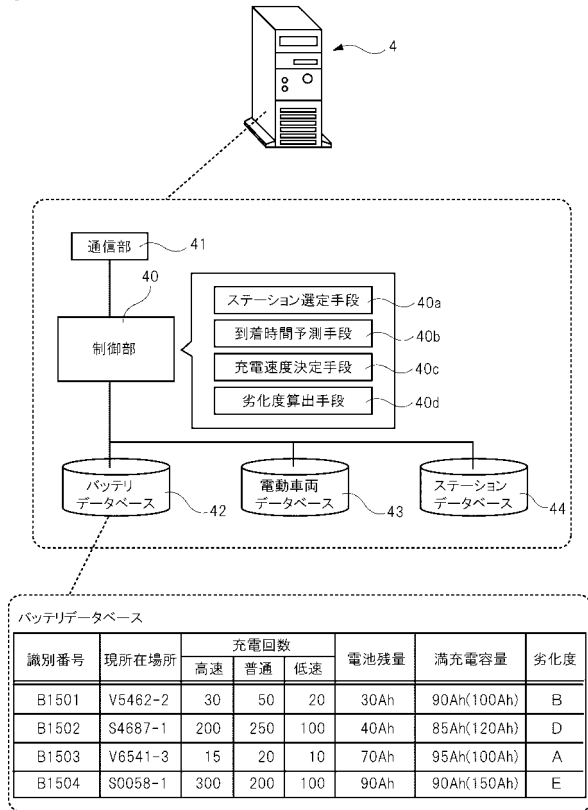 4
通信部 41
40
制御部
ステーション選定手段 40a
到着時間予測手段 40b
充電速度決定手段 40c
劣化度算出手段 40d
バッテリ
データベース 42
電動車両
データベース 43
ステーション
データベース 44
バッテリデータベース
識別番号 現所在場所 充電回数 電池残量 満充電容量 劣化度
高速 普通 低速
B1501 V5462-2 30 50 20 30Ah 90Ah(100Ah) B
B1502 S4687-1 200 250 100 40Ah 85Ah(120Ah) D
B1503 V6541-3 15 20 10 70Ah 95Ah(100Ah) A
B1504 S0058-1 300 200 100 90Ah 90Ah(150Ah) E